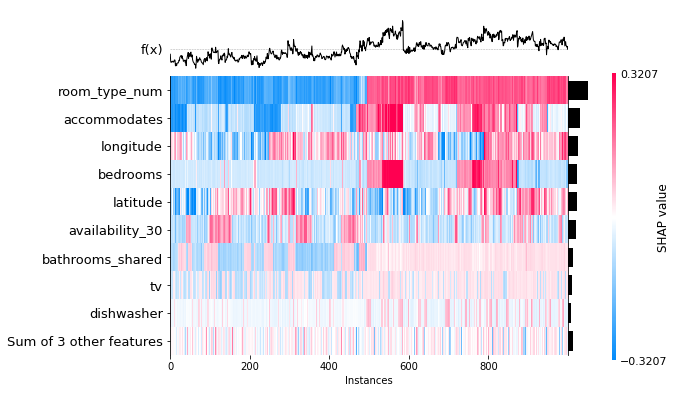 f(x)
room_type_num
accommodates
longitude
bedrooms
latitude
availability_30
bathrooms_shared
tv
dishwasher
Sum of 3 other features
0 200 400 600 800
Instances
0.3207
SHAP value
−0.3207